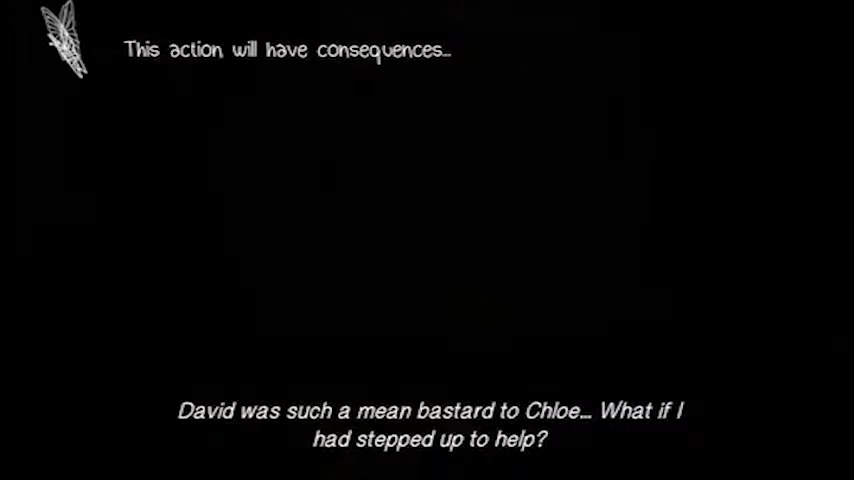 This action will have consequences...
David was such a mean bastard to Chloe... What if I
had stepped up to help?